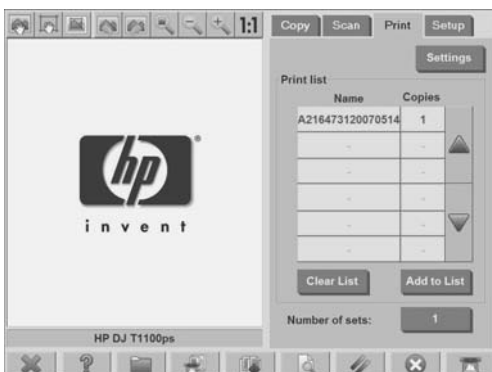 1:1
Copy Scan Print Setup
Settings
Print list
Name Copies
A216473120070514 1
- -
- -
- -
- -
- -
Clear List Add to List
Number of sets: 1
hp
®
invent
HP DJ T1100ps